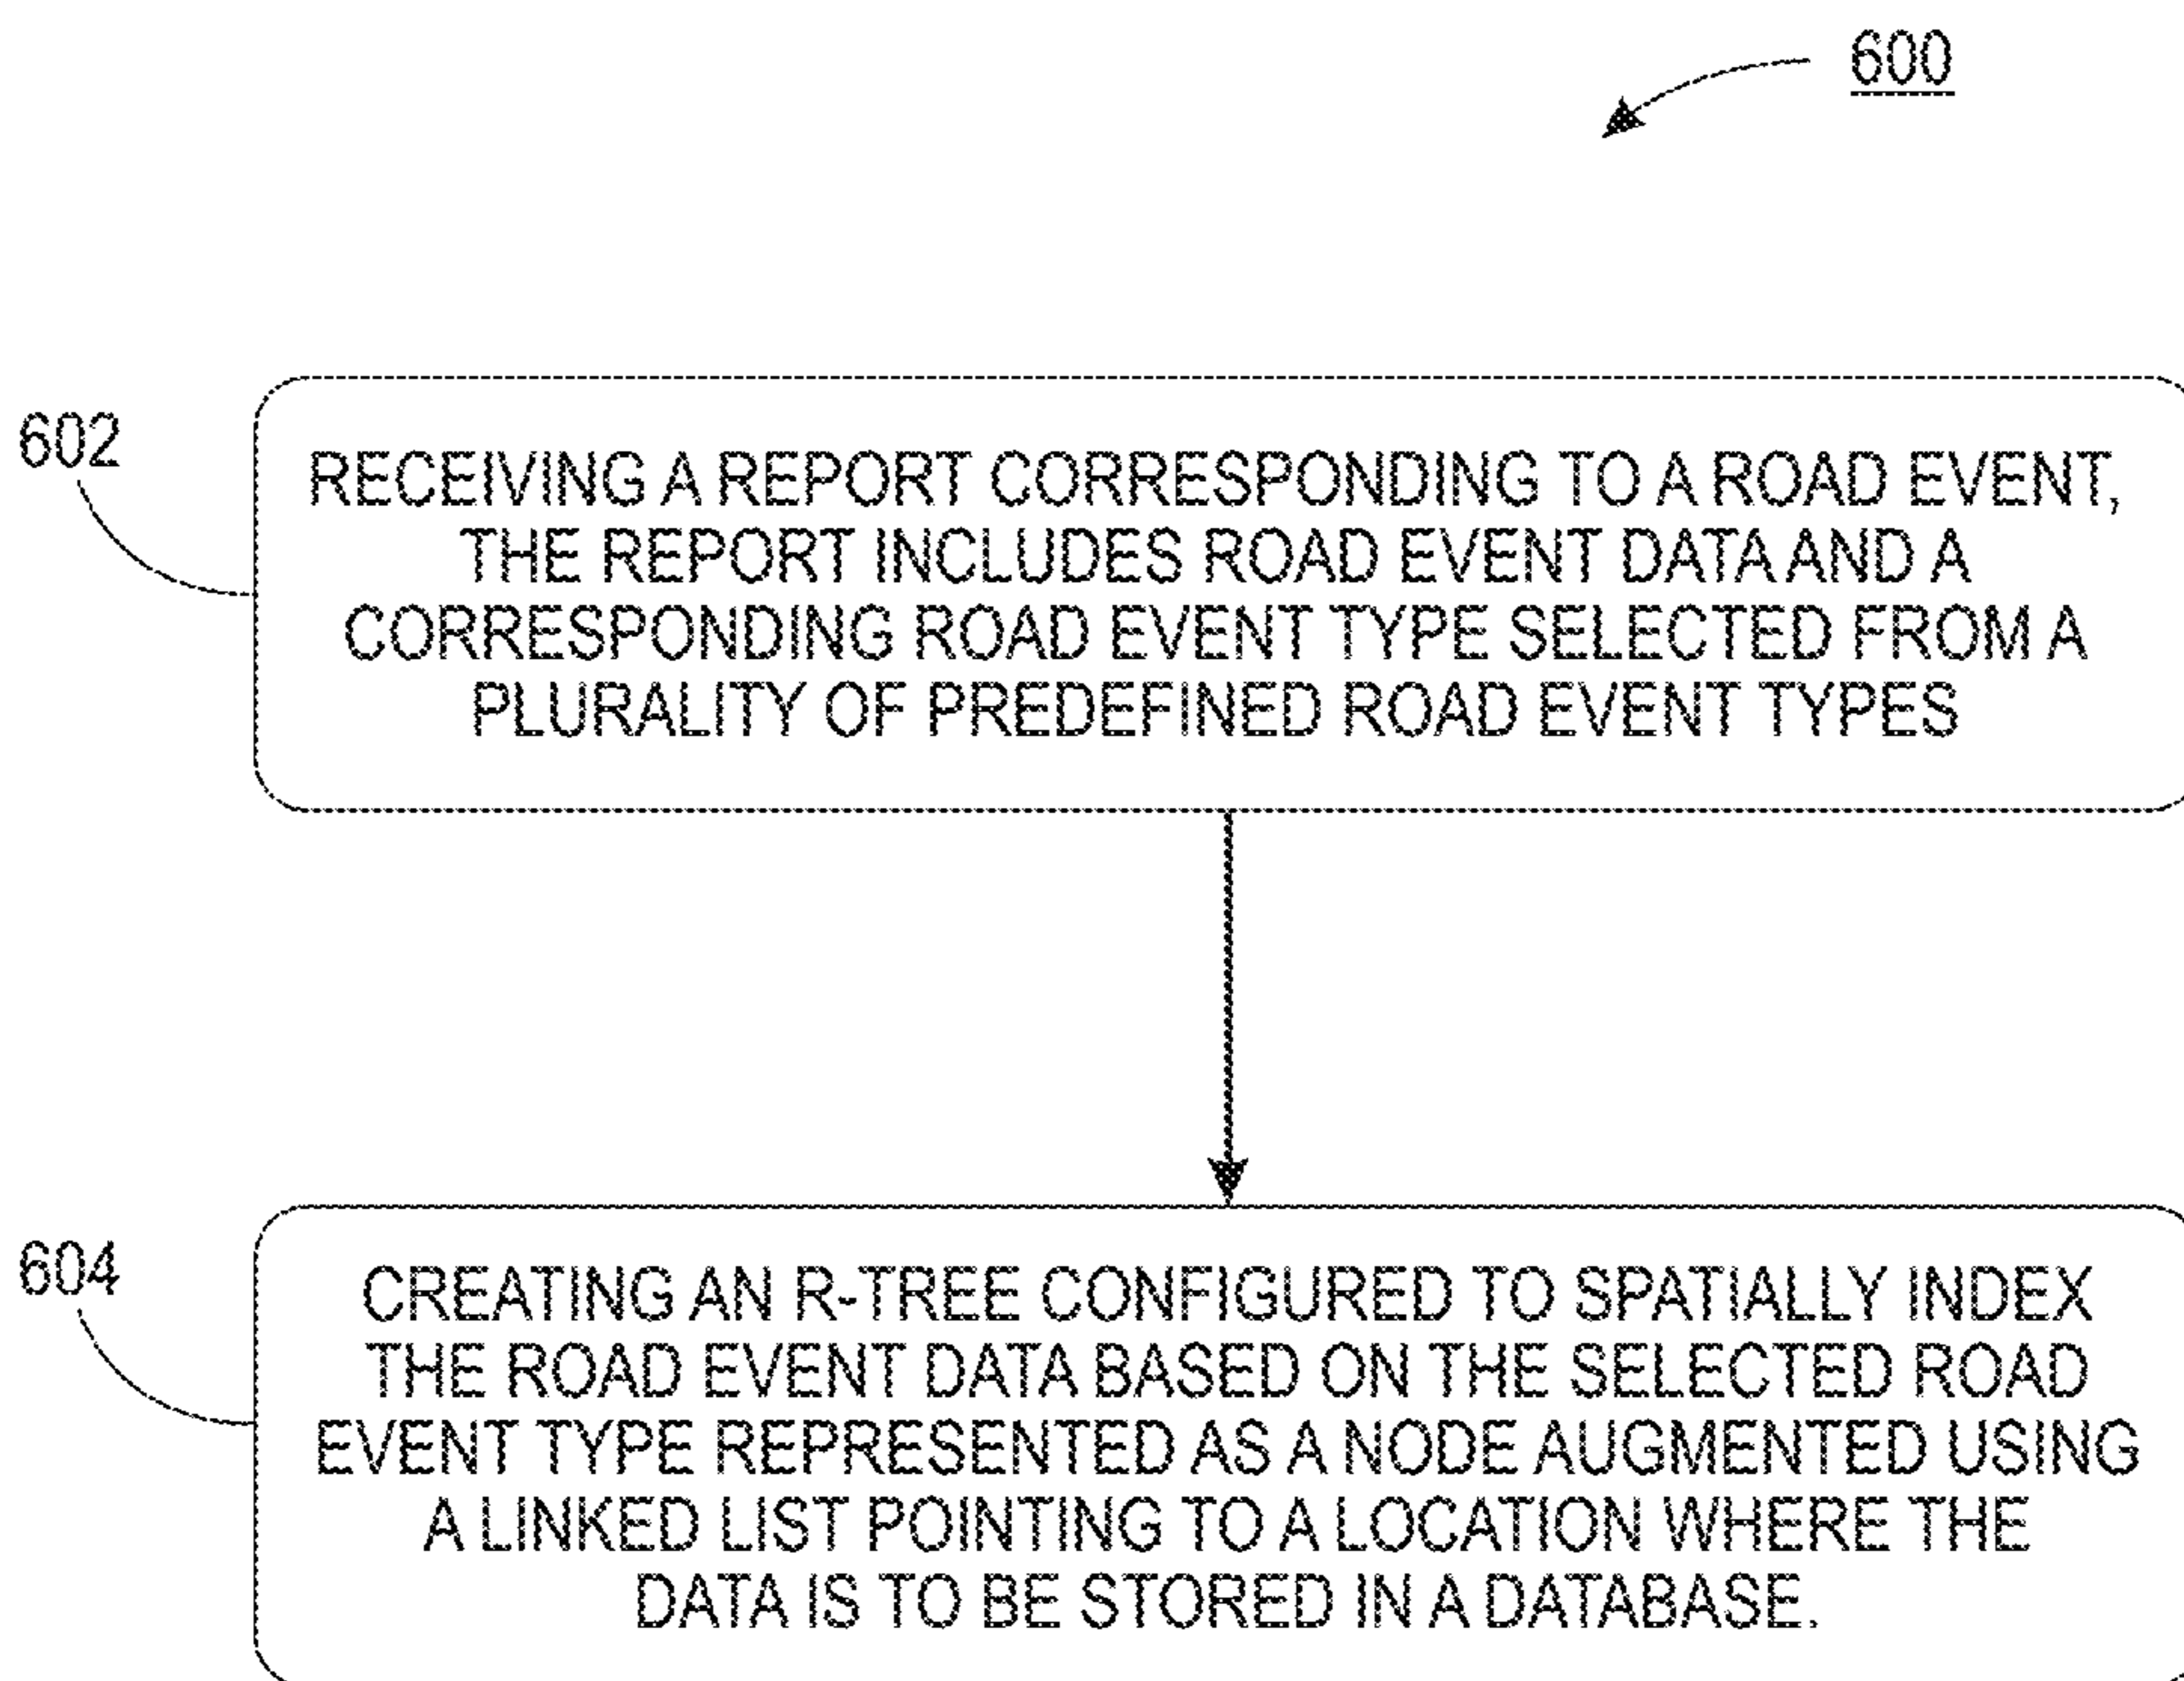 600
602
RECEIVING A REPORT CORRESPONDING TO A ROAD EVENT,
THE REPORT INCLUDES ROAD EVENT DATA AND A
CORRESPONDING ROAD EVENT TYPE SELECTED FROM A
PLURALITY OF PREDEFINED ROAD EVENT TYPES
604
CREATING AN R-TREE CONFIGURED TO SPATIALLY INDEX
THE ROAD EVENT DATA BASED ON THE SELECTED ROAD
EVENT TYPE REPRESENTED AS A NODE AUGMENTED USING
A LINKED LIST POINTING TO A LOCATION WHERE THE
DATA IS TO BE STORED IN A DATABASE.